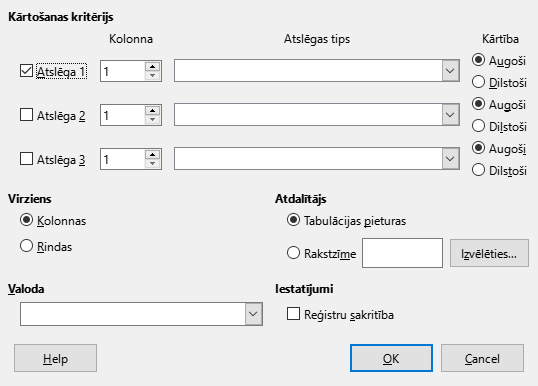 Kārtošanas kritērijs
Kolonna Atslēgas tips Kārtība
Atslēga 1 1 Augoši
Dilstoši
Atslēga 2 1 Augoši
Dilstoši
Atslēga 3 1 Augoši
Dilstoši
Virziens Atdalītājs
Kolonnas Tabulācijas pieturas
Rindas Rakstzīme Izvēlēties...
Valoda Iestatījumi
Reģistru sakritība
Help OK Cancel